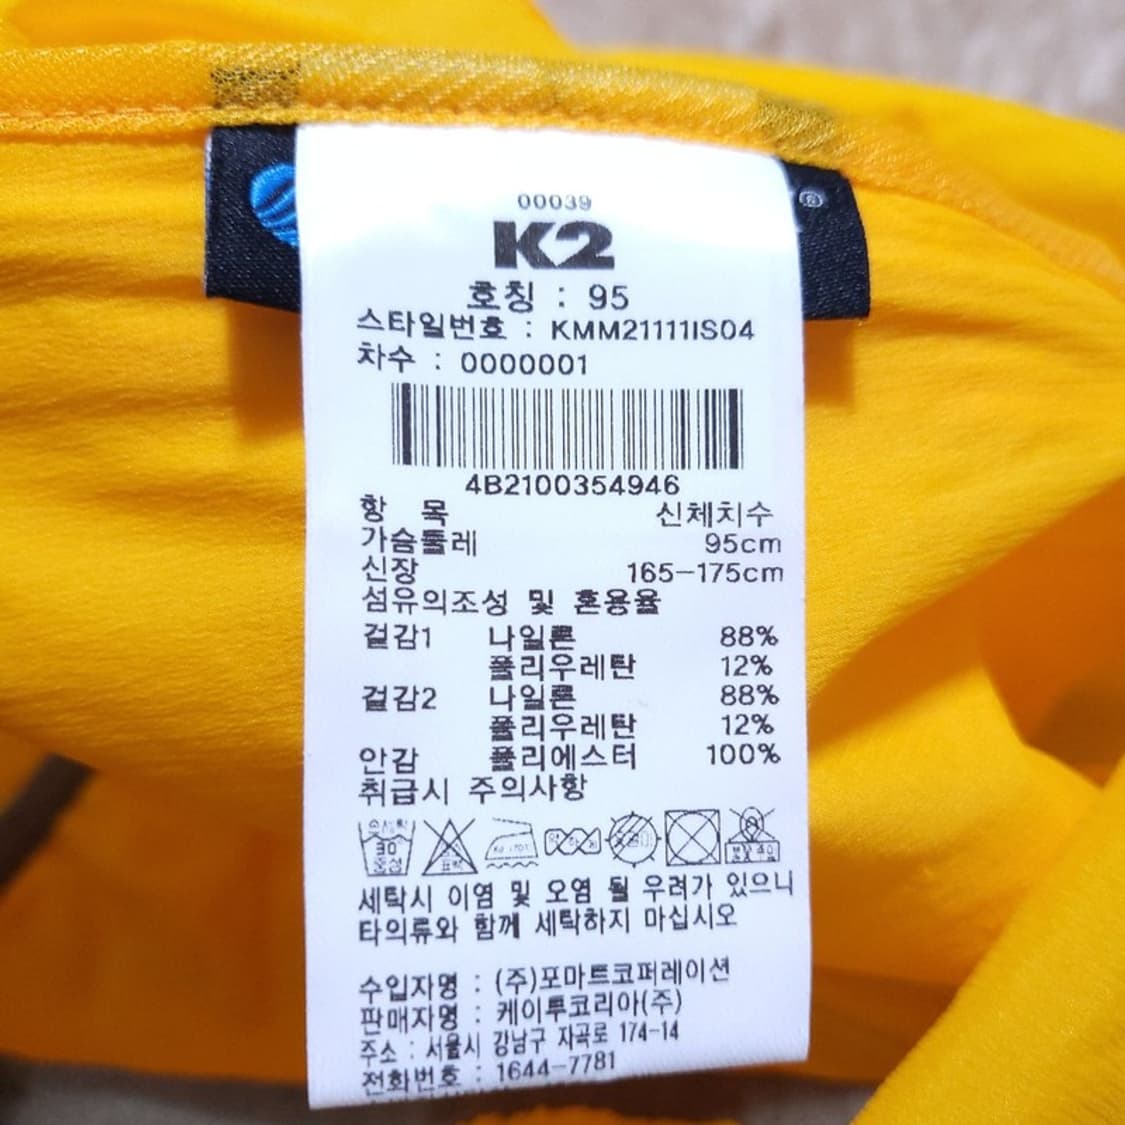 00039
K2
호칭 : 95
스타일번호 : KMM21111IS04
차수 : 0000001
4B2100354946
항 목 신체치수
가슴둘레 95cm
신장 165-175cm
섬유의조성 및 혼용율
겉감1 나일론 88%
폴리우레탄 12%
겉감2 나일론 88%
폴리우레탄 12%
안감 폴리에스터 100%
취급시 주의사항
손세탁 30 중성 표백
세탁시 이염 및 오염 될 우려가 있으니
타의류와 함께 세탁하지 마십시오
수입자명 : (주)포마트코퍼레이션
판매자명 : 케이투코리아(주)
주소 : 서울시 강남구 자곡로 174-14
전화번호 : 1644-7781
®